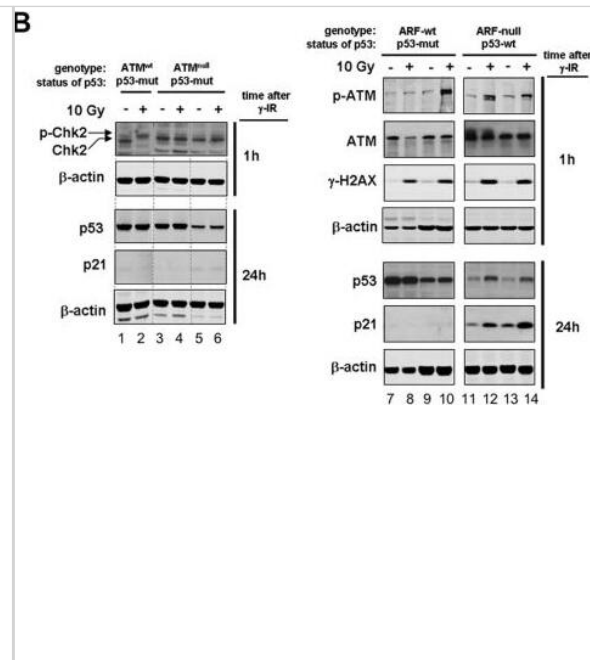 B
genotype: ATMwt ATMnull
status of p53: p53-mut p53-mut
time after
γ-IR
10 Gy - + - + - +
p-Chk2
Chk2
β-actin
1h
p53
p21
β-actin
24h
1 2 3 4 5 6
genotype: ARF-wt ARF-null
status of p53: p53-mut p53-wt
time after
γ-IR
10 Gy - + - + - + - +
p-ATM
ATM
γ-H2AX
β-actin
1h
p53
p21
β-actin
24h
7 8 9 10 11 12 13 14